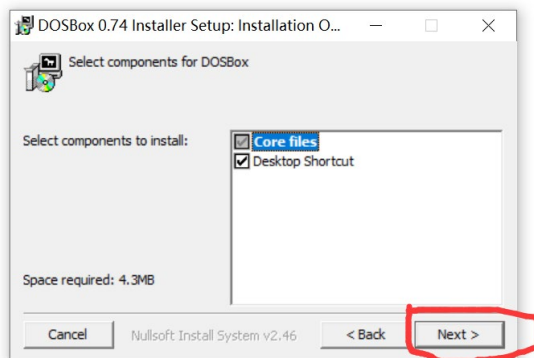 DOSBox 0.74 Installer Setup: Installation O...
Select components for DOSBox
Select components to install:
Core files
Desktop Shortcut
Space required: 4.3MB
Cancel
Nullsoft Install System v2.46
< Back
Next >